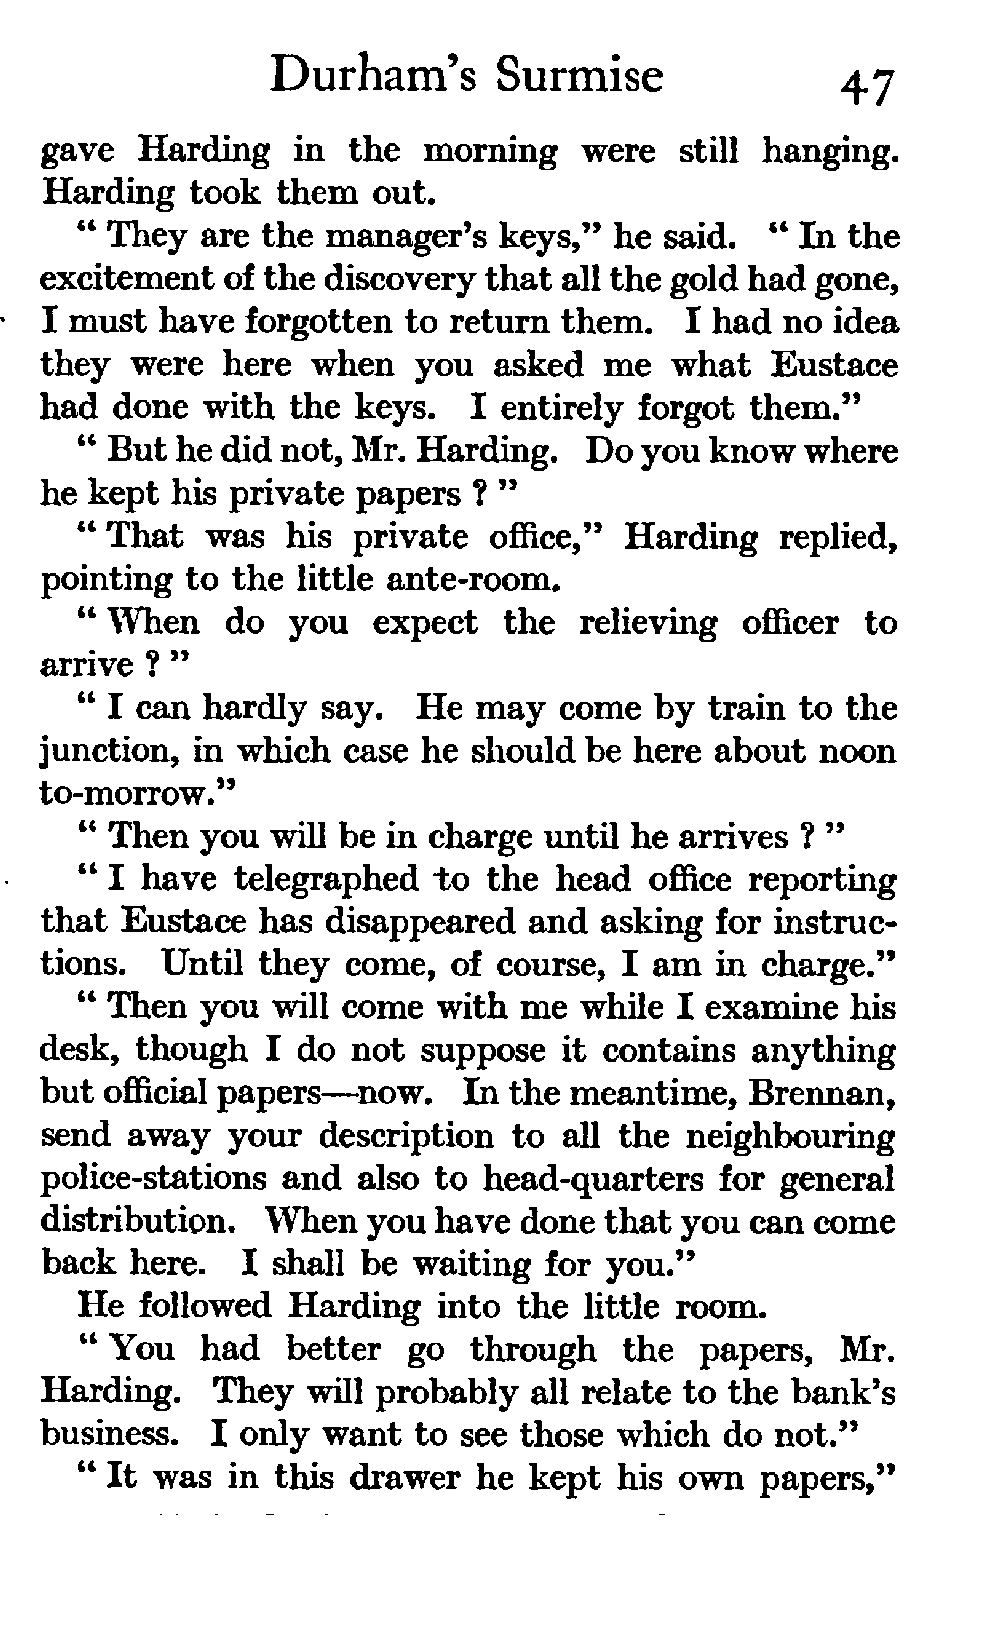 Durham's Surmise 47
gave Harding in the morning were still hanging.
Harding took them out.
“ They are the manager's keys,” he said. “ In the
excitement of the discovery that all the gold had gone,
I must have forgotten to return them. I had no idea
they were here when you asked me what Eustace
had done with the keys. I entirely forgot them.”
“ But he did not, Mr. Harding. Do you know where
he kept his private papers ? ”
“ That was his private office,” Harding replied,
pointing to the little ante-room.
“ When do you expect the relieving officer to
arrive ? ”
“ I can hardly say. He may come by train to the
junction, in which case he should be here about noon
to-morrow.”
“ Then you will be in charge until he arrives ? ”
“ I have telegraphed to the head office reporting
that Eustace has disappeared and asking for instruc-
tions. Until they come, of course, I am in charge.”
“ Then you will come with me while I examine his
desk, though I do not suppose it contains anything
but official papers—now. In the meantime, Brennan,
send away your description to all the neighbouring
police-stations and also to head-quarters for general
distribution. When you have done that you can come
back here. I shall be waiting for you.”
He followed Harding into the little room.
“ You had better go through the papers, Mr.
Harding. They will probably all relate to the bank's
business. I only want to see those which do not.”
“ It was in this drawer he kept his own papers,”